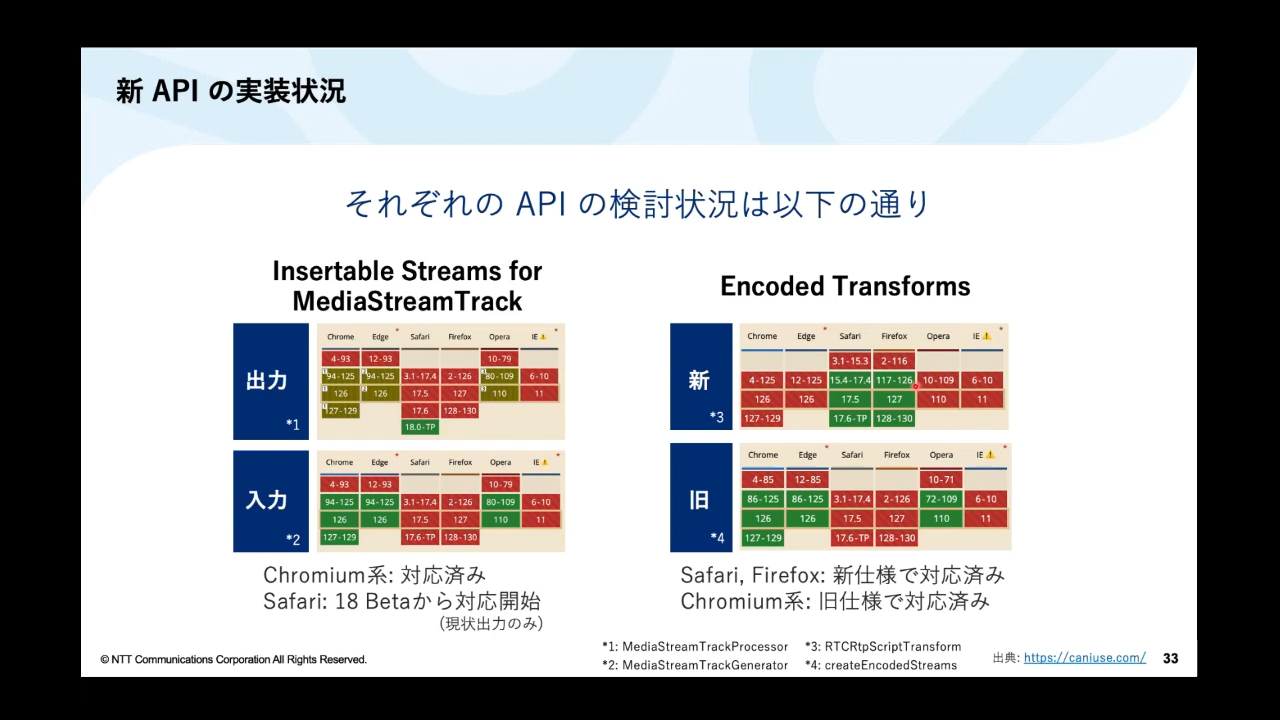 新 API の実装状況
それぞれの API の検討状況は以下の通り
Insertable Streams for
MediaStreamTrack
出力
*1
Chrome Edge Safari Firefox Opera IE
4-93 12-93 10-79
94-125 94-125 3.1-17.4 2-126 80-109 6-10
126 126 17.5 127 110 11
127-129 17.6 128-130
18.0-TP
入力
*2
Chrome Edge Safari Firefox Opera IE
4-93 12-93 10-79
94-125 94-125 3.1-17.4 2-126 80-109 6-10
126 126 17.5 127 110 11
127-129 17.6-TP 128-130
Chromium系: 対応済み
Safari: 18 Betaから対応開始
(現状出力のみ)
Encoded Transforms
新
*3
Chrome Edge Safari Firefox Opera IE
3.1-15.3 2-116
4-125 12-125 15.4-17.4 117-126 10-109 6-10
126 126 17.5 127 110 11
127-129 17.6-TP 128-130
旧
*4
Chrome Edge Safari Firefox Opera IE
4-85 12-85 10-71
86-125 86-125 3.1-17.4 2-126 72-109 6-10
126 126 17.5 127 110 11
127-129 17.6-TP 128-130
Safari, Firefox: 新仕様で対応済み
Chromium系: 旧仕様で対応済み
*1: MediaStreamTrackProcessor *3: RTCRtpScriptTransform
*2: MediaStreamTrackGenerator *4: createEncodedStreams
© NTT Communications Corporation All Rights Reserved.
出典: https://caniuse.com/
33